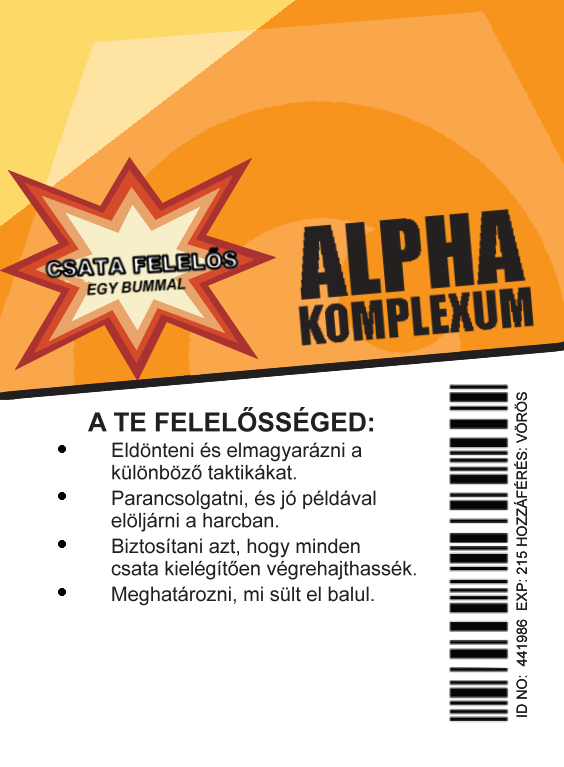 CSATA FELELŐS
EGY BUMMAL
ALPHA
KOMPLEXUM
A TE FELELŐSSÉGED:
• Eldönteni és elmagyarázni a
különböző taktikákat.
• Parancsolgatni, és jó példával
elöljárni a harcban.
• Biztosítani azt, hogy minden
csata kielégítően végrehajthassék.
• Meghatározni, mi sült el balul.
ID NO: 441986 EXP: 215 HOZZÁFÉRÉS: VÖRÖS